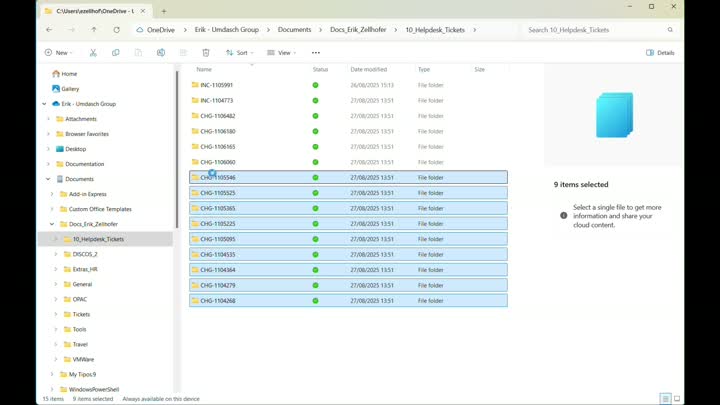 C:\Users\ezellhof\OneDrive - U
OneDrive > Erik - Umdasch Group > Documents > Docs_Erik_Zellhofer > 10_Helpdesk_Tickets >
Search 10_Helpdesk_Tickets
New
Sort
View
Details
Home
Gallery
Erik - Umdasch Group
Attachments
Browser Favorites
Desktop
Documentation
Documents
Add-in Express
Custom Office Templates
Docs_Erik_Zellhofer
10_Helpdesk_Tickets
DISCOS_2
Extras_HR
General
OPAC
Tickets
Tools
Travel
VMWare
My Tipos.9
WindowsPowerShell
Name Status Date modified Type Size
INC-1105991 26/08/2025 15:13 File folder
INC-1104773 27/08/2025 13:51 File folder
CHG-1106482 27/08/2025 13:51 File folder
CHG-1106180 27/08/2025 13:51 File folder
CHG-1106165 27/08/2025 13:51 File folder
CHG-1106060 27/08/2025 13:51 File folder
CHG-1105546 27/08/2025 13:51 File folder
CHG-1105525 27/08/2025 13:51 File folder
CHG-1105365 27/08/2025 13:51 File folder
CHG-1105225 27/08/2025 13:51 File folder
CHG-1105095 27/08/2025 13:51 File folder
CHG-1104535 27/08/2025 13:51 File folder
CHG-1104364 27/08/2025 13:51 File folder
CHG-1104279 27/08/2025 13:51 File folder
CHG-1104268 27/08/2025 13:51 File folder
9 items selected
Select a single file to get more
information and share your
cloud content.
15 items 9 items selected Always available on this device